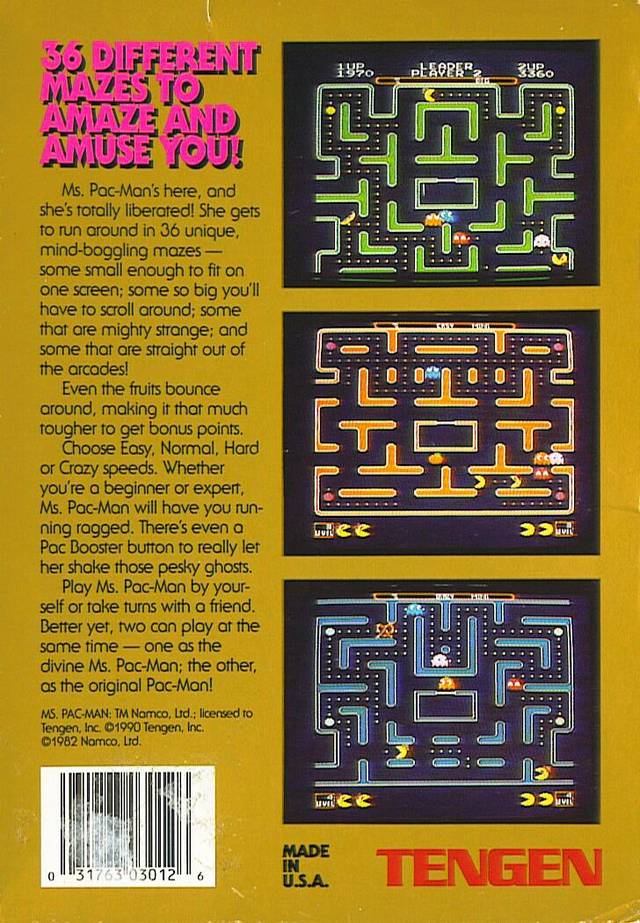 36 DIFFERENT
MAZES TO
AMAZE AND
AMUSE YOU!
Ms. Pac-Man's here, and
she's totally liberated! She gets
to run around in 36 unique,
mind-boggling mazes —
some small enough to fit on
one screen; some so big you'll
have to scroll around; some
that are mighty strange; and
some that are straight out of
the arcades!
Even the fruits bounce
around, making it that much
tougher to get bonus points.
Choose Easy, Normal, Hard
or Crazy speeds. Whether
you're a beginner or expert,
Ms. Pac-Man will have you run-
ning ragged. There's even a
Pac Booster button to really let
her shake those pesky ghosts.
Play Ms. Pac-Man by your-
self or take turns with a friend.
Better yet, two can play at the
same time — one as the
divine Ms. Pac-Man; the other,
as the original Pac-Man!
MS. PAC-MAN: TM Namco, Ltd.; licensed to
Tengen, Inc. ©1990 Tengen, Inc.
©1982 Namco, Ltd.
0 31763 03012 6
1UP LEADER 2UP
1970 PLAYER 2 3360
BIG
EASY MINI
MINI
MADE
IN
U.S.A.
TENGEN